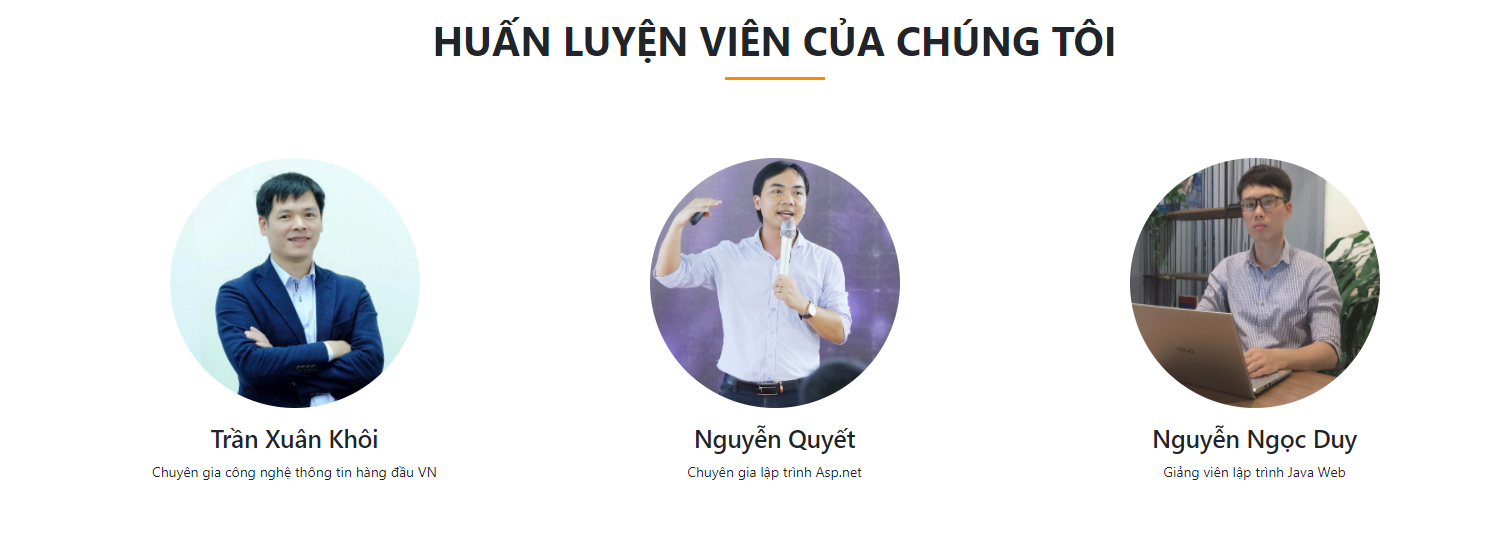 HUẤN LUYỆN VIÊN CỦA CHÚNG TÔI
Trần Xuân Khôi
Chuyên gia công nghệ thông tin hàng đầu VN
Nguyễn Quyết
Chuyên gia lập trình Asp.net
Nguyễn Ngọc Duy
Giảng viên lập trình Java Web